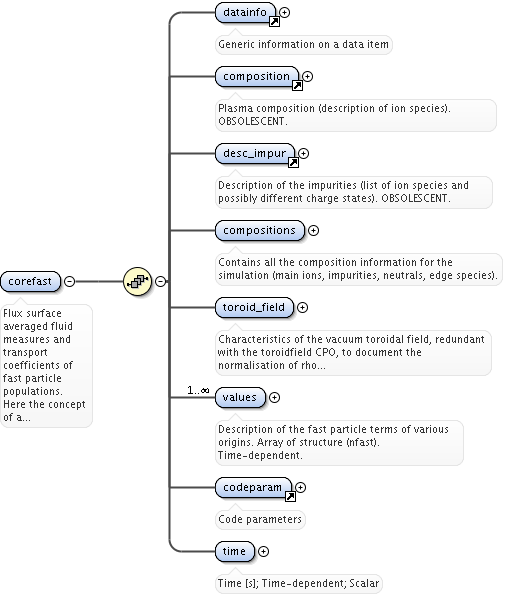 datainfo
Generic information on a data item
composition
Plasma composition (description of ion species).
OBSOLESCENT.
desc_impur
Description of the impurities (list of ion species and
possibly different charge states). OBSOLESCENT.
compositions
Contains all the composition information for the
simulation (main ions, impurities, neutrals, edge species).
corefast
Flux surface
averaged fluid
measures and
transport
coefficients of
fast particle
populations.
Here the concept
of a...
toroid_field
Characteristics of the vacuum toroidal field, redundant
with the toroidfield CPO, to document the
normalisation of rho...
1..∞
values
Description of the fast particle terms of various
origins. Array of structure (nfast).
Time-dependent.
codeparam
Code parameters
time
Time [s]; Time-dependent; Scalar